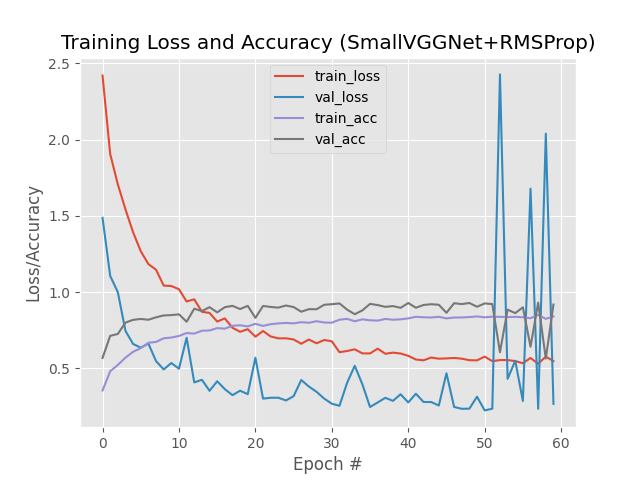 Training Loss and Accuracy (SmallVGGNet+RMSProp)
2.5
2.0
1.5
1.0
0.5
Loss/Accuracy
train_loss
val_loss
train_acc
val_acc
0 10 20 30 40 50 60
Epoch #